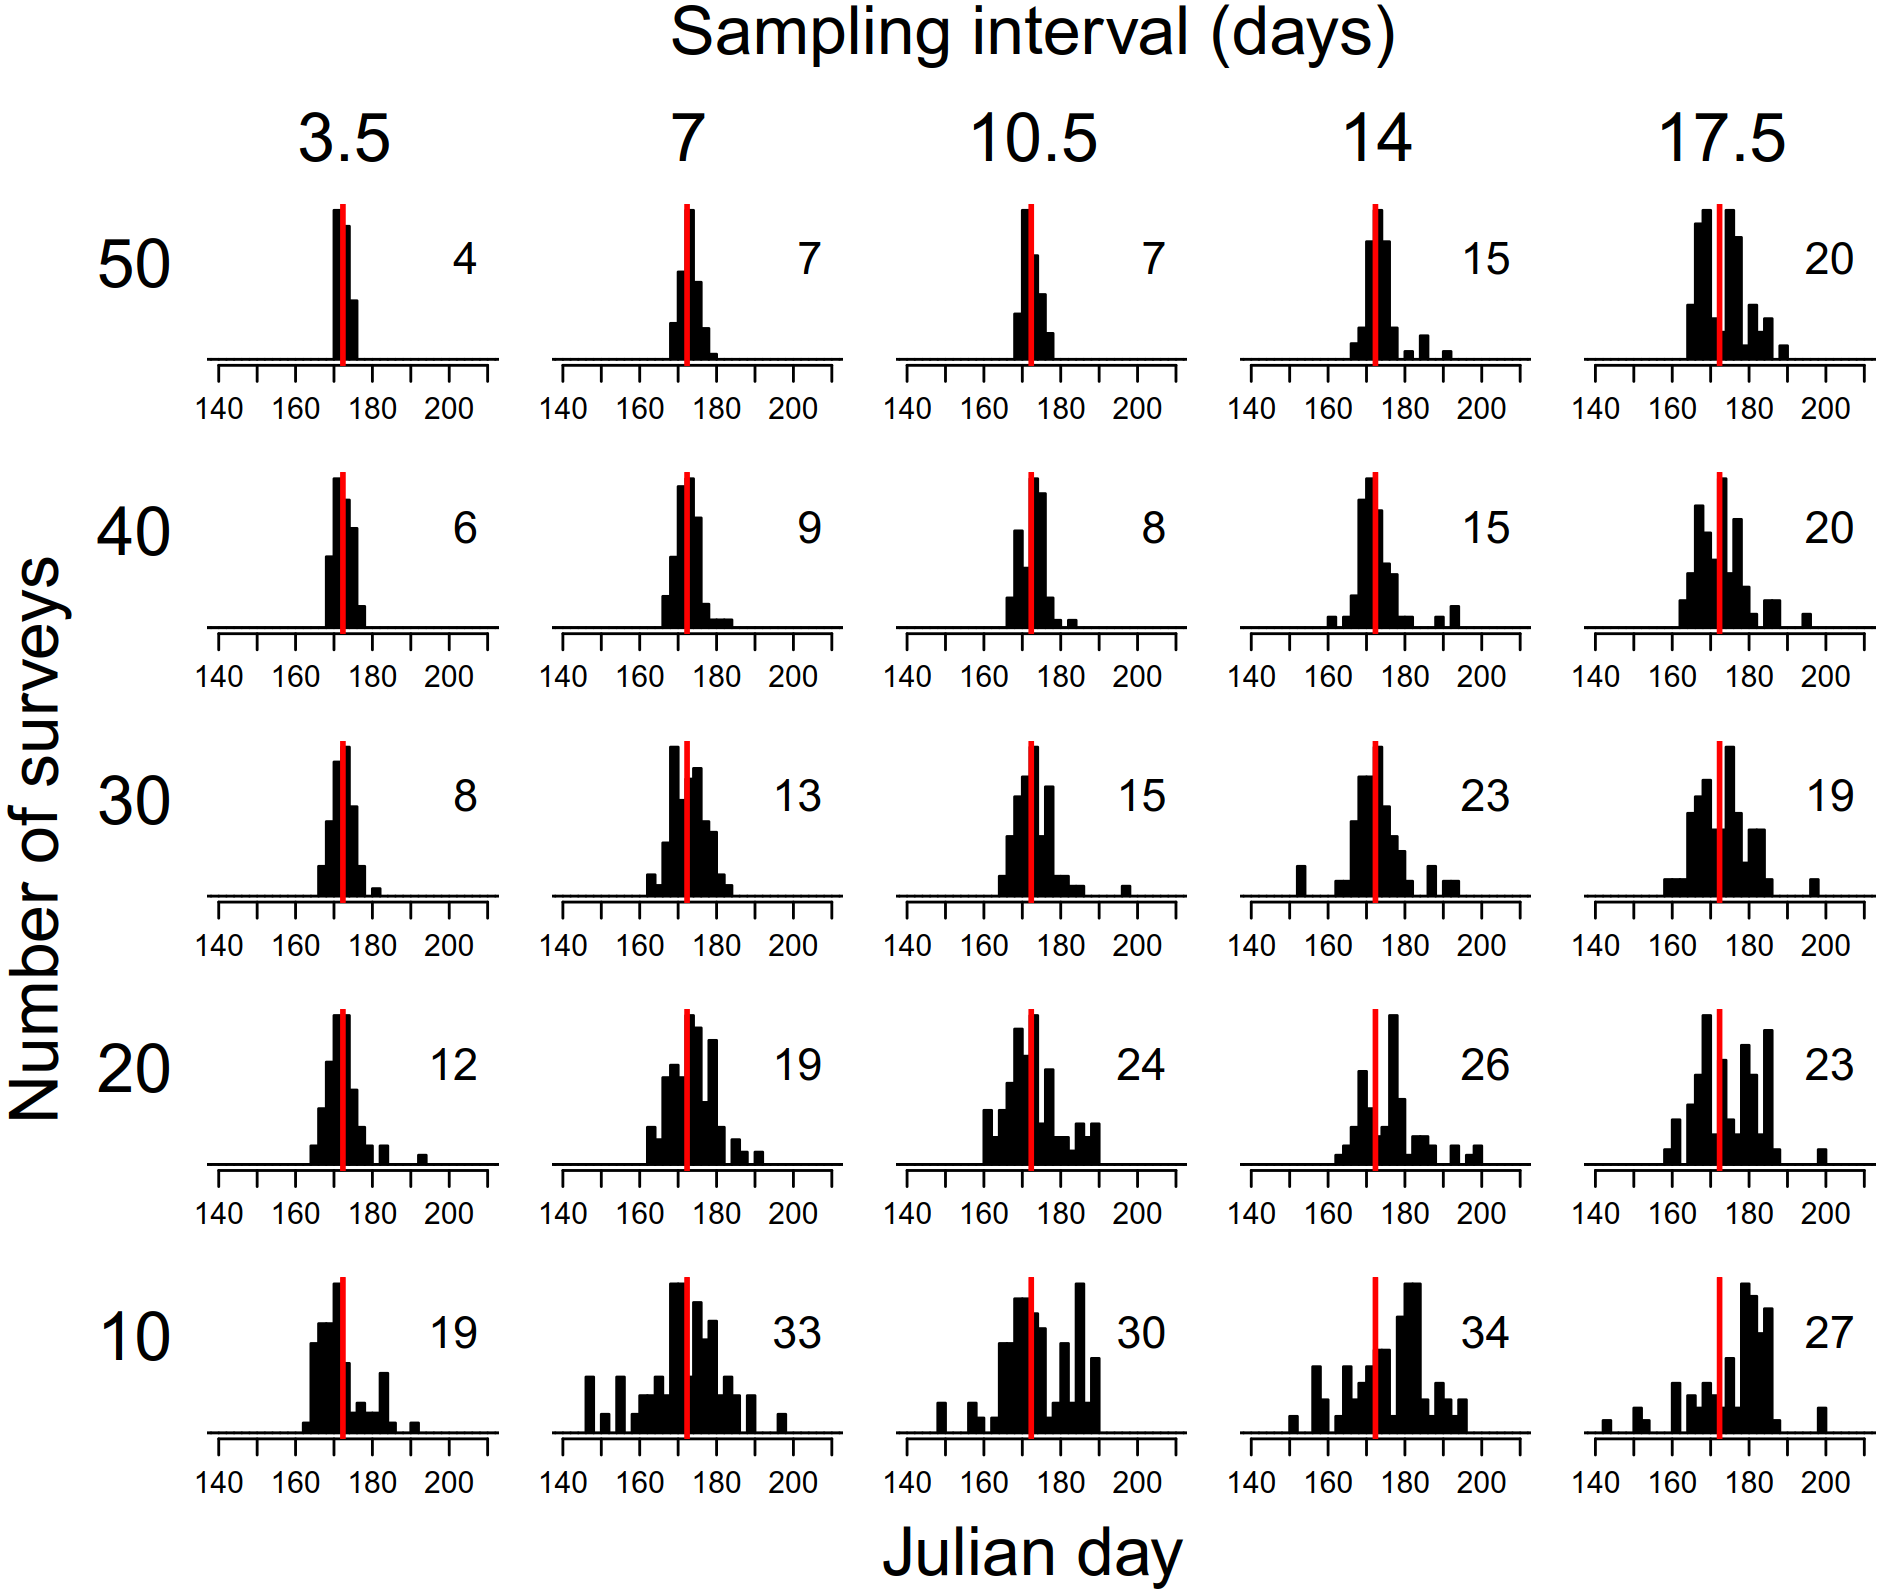 Sampling interval (days)
3.5 7 10.5 14 17.5
50 4 7 7 15 20
140 160 180 200 140 160 180 200 140 160 180 200 140 160 180 200 140 160 180 200
40 6 9 8 15 20
140 160 180 200 140 160 180 200 140 160 180 200 140 160 180 200 140 160 180 200
Number of surveys
30 8 13 15 23 19
140 160 180 200 140 160 180 200 140 160 180 200 140 160 180 200 140 160 180 200
20 12 19 24 26 23
140 160 180 200 140 160 180 200 140 160 180 200 140 160 180 200 140 160 180 200
10 19 33 30 34 27
140 160 180 200 140 160 180 200 140 160 180 200 140 160 180 200 140 160 180 200
Julian day